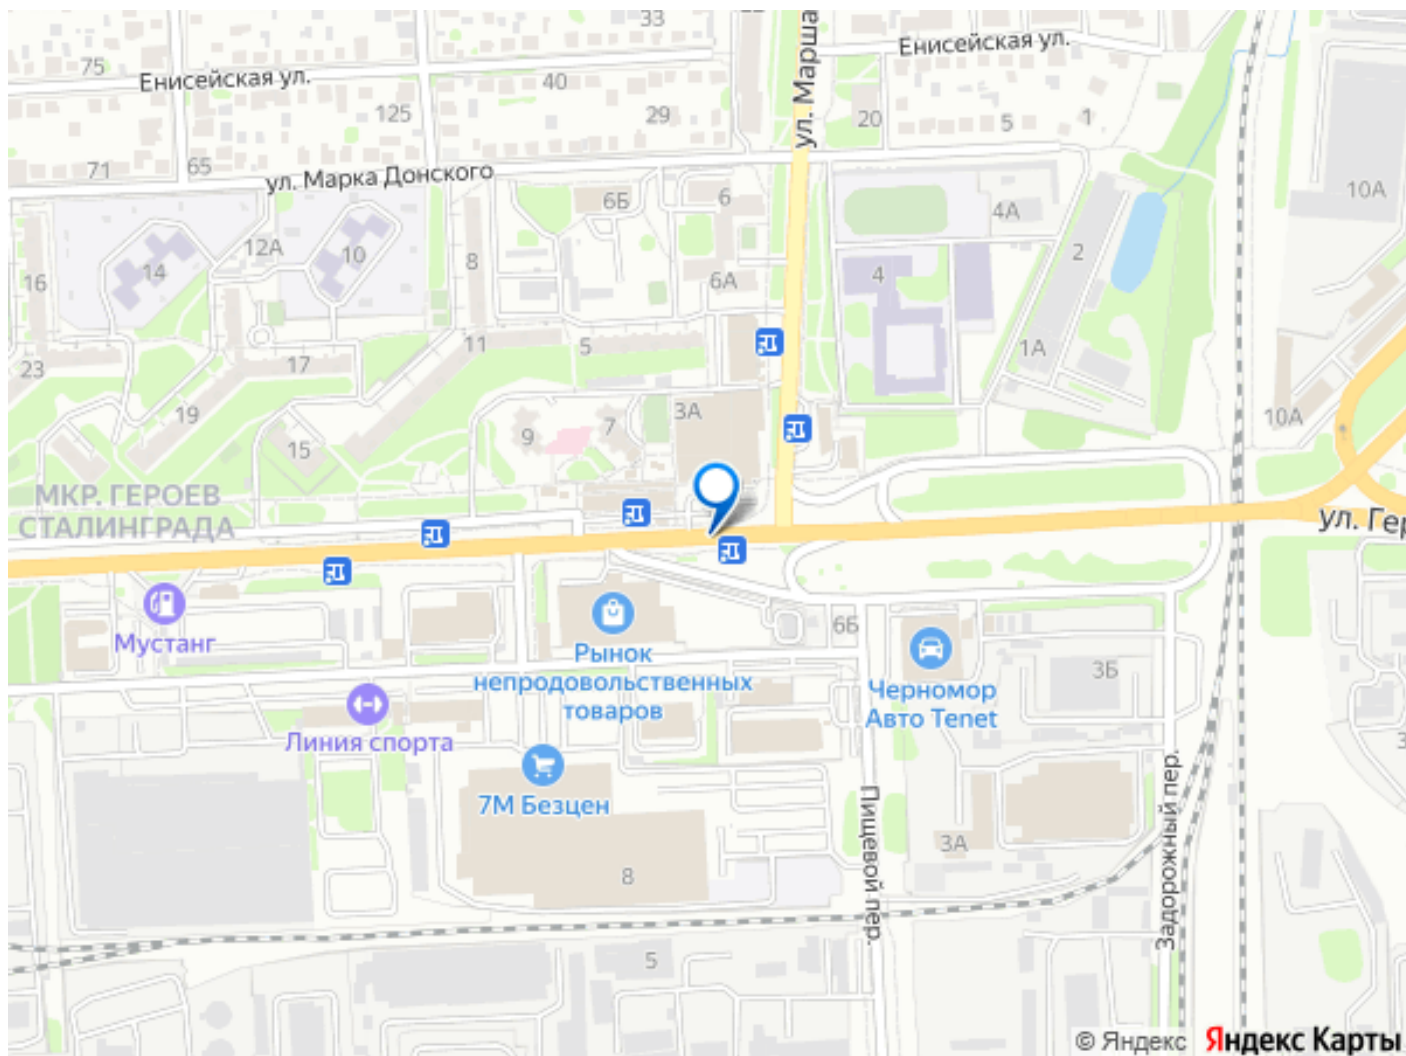 33
Енисейская ул.
75
Енисейская ул.
40
125
29
20
5
1
ул. Марша
71
65
ул. Марка Донского
10А
6Б
6
4А
12А
14
10
8
2
16
6А
4
11
5
1А
17
23
19
3А
10А
15
9
7
МКР. ГЕРОЕВ
СТАЛИНГРАДА
ул. Гер
Мустанг
6Б
Рынок
непродовольственных
товаров
3Б
Черномор
Авто Tenet
Линия спорта
7М Безцен
Пищевой пер.
Задорожный пер.
3А
8
5
© Яндекс Яндекс Карты